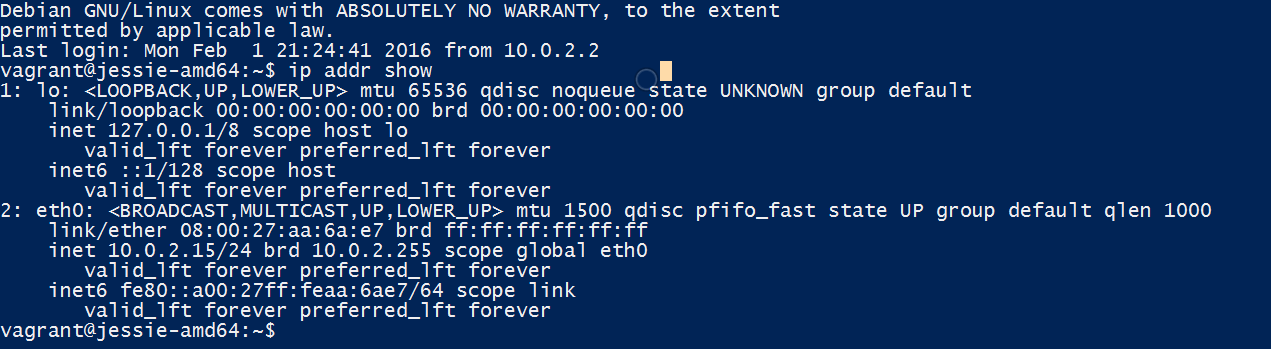 Debian GNU/Linux comes with ABSOLUTELY NO WARRANTY, to the extent
permitted by applicable law.
Last login: Mon Feb  1 21:24:41 2016 from 10.0.2.2
vagrant@jessie-amd64:~$ ip addr show
1: lo: <LOOPBACK,UP,LOWER_UP> mtu 65536 qdisc noqueue state UNKNOWN group default
    link/loopback 00:00:00:00:00:00 brd 00:00:00:00:00:00
    inet 127.0.0.1/8 scope host lo
       valid_lft forever preferred_lft forever
    inet6 ::1/128 scope host
       valid_lft forever preferred_lft forever
2: eth0: <BROADCAST,MULTICAST,UP,LOWER_UP> mtu 1500 qdisc pfifo_fast state UP group default qlen 1000
    link/ether 08:00:27:aa:6a:e7 brd ff:ff:ff:ff:ff:ff
    inet 10.0.2.15/24 brd 10.0.2.255 scope global eth0
       valid_lft forever preferred_lft forever
    inet6 fe80::a00:27ff:feaa:6ae7/64 scope link
       valid_lft forever preferred_lft forever
vagrant@jessie-amd64:~$